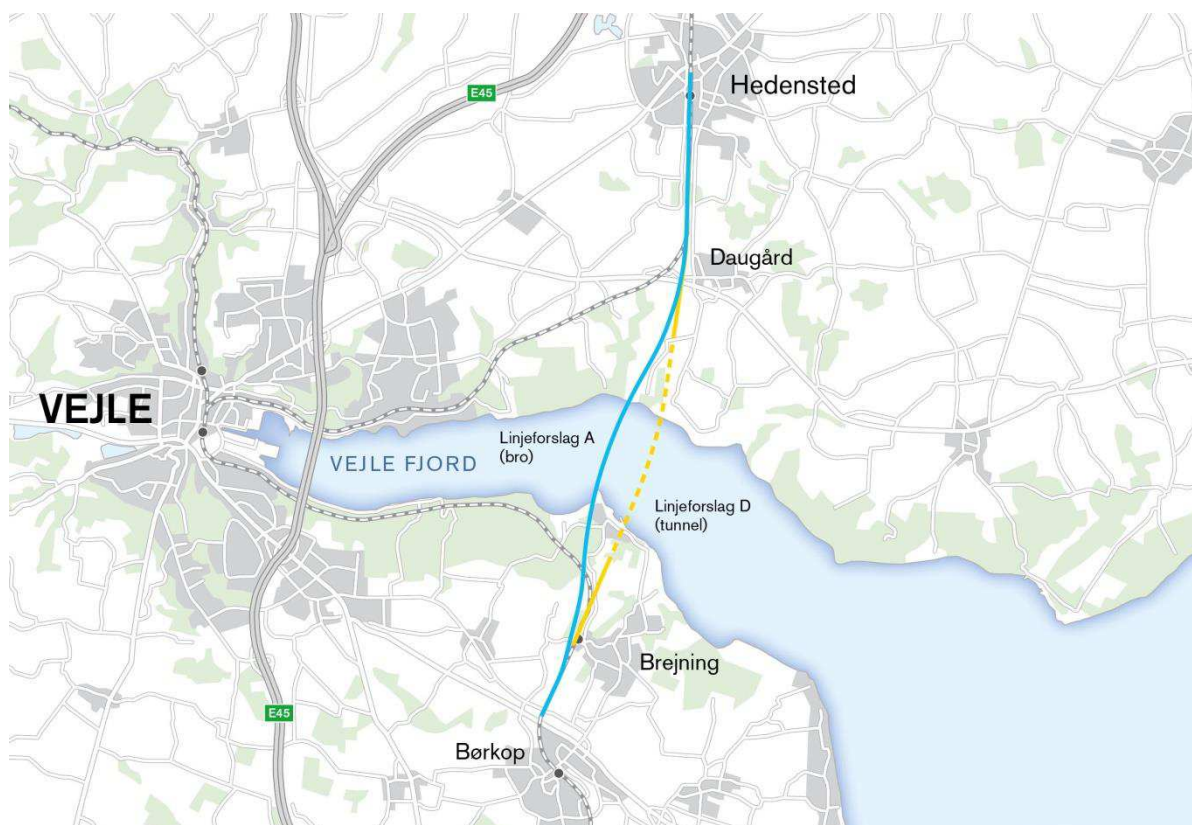 E45
Hedensted
Daugård
VEJLE
Linjeforslag A
(bro)
VEJLE FJORD
Linjeforslag D
(tunnel)
Brejning
E45
Børkop